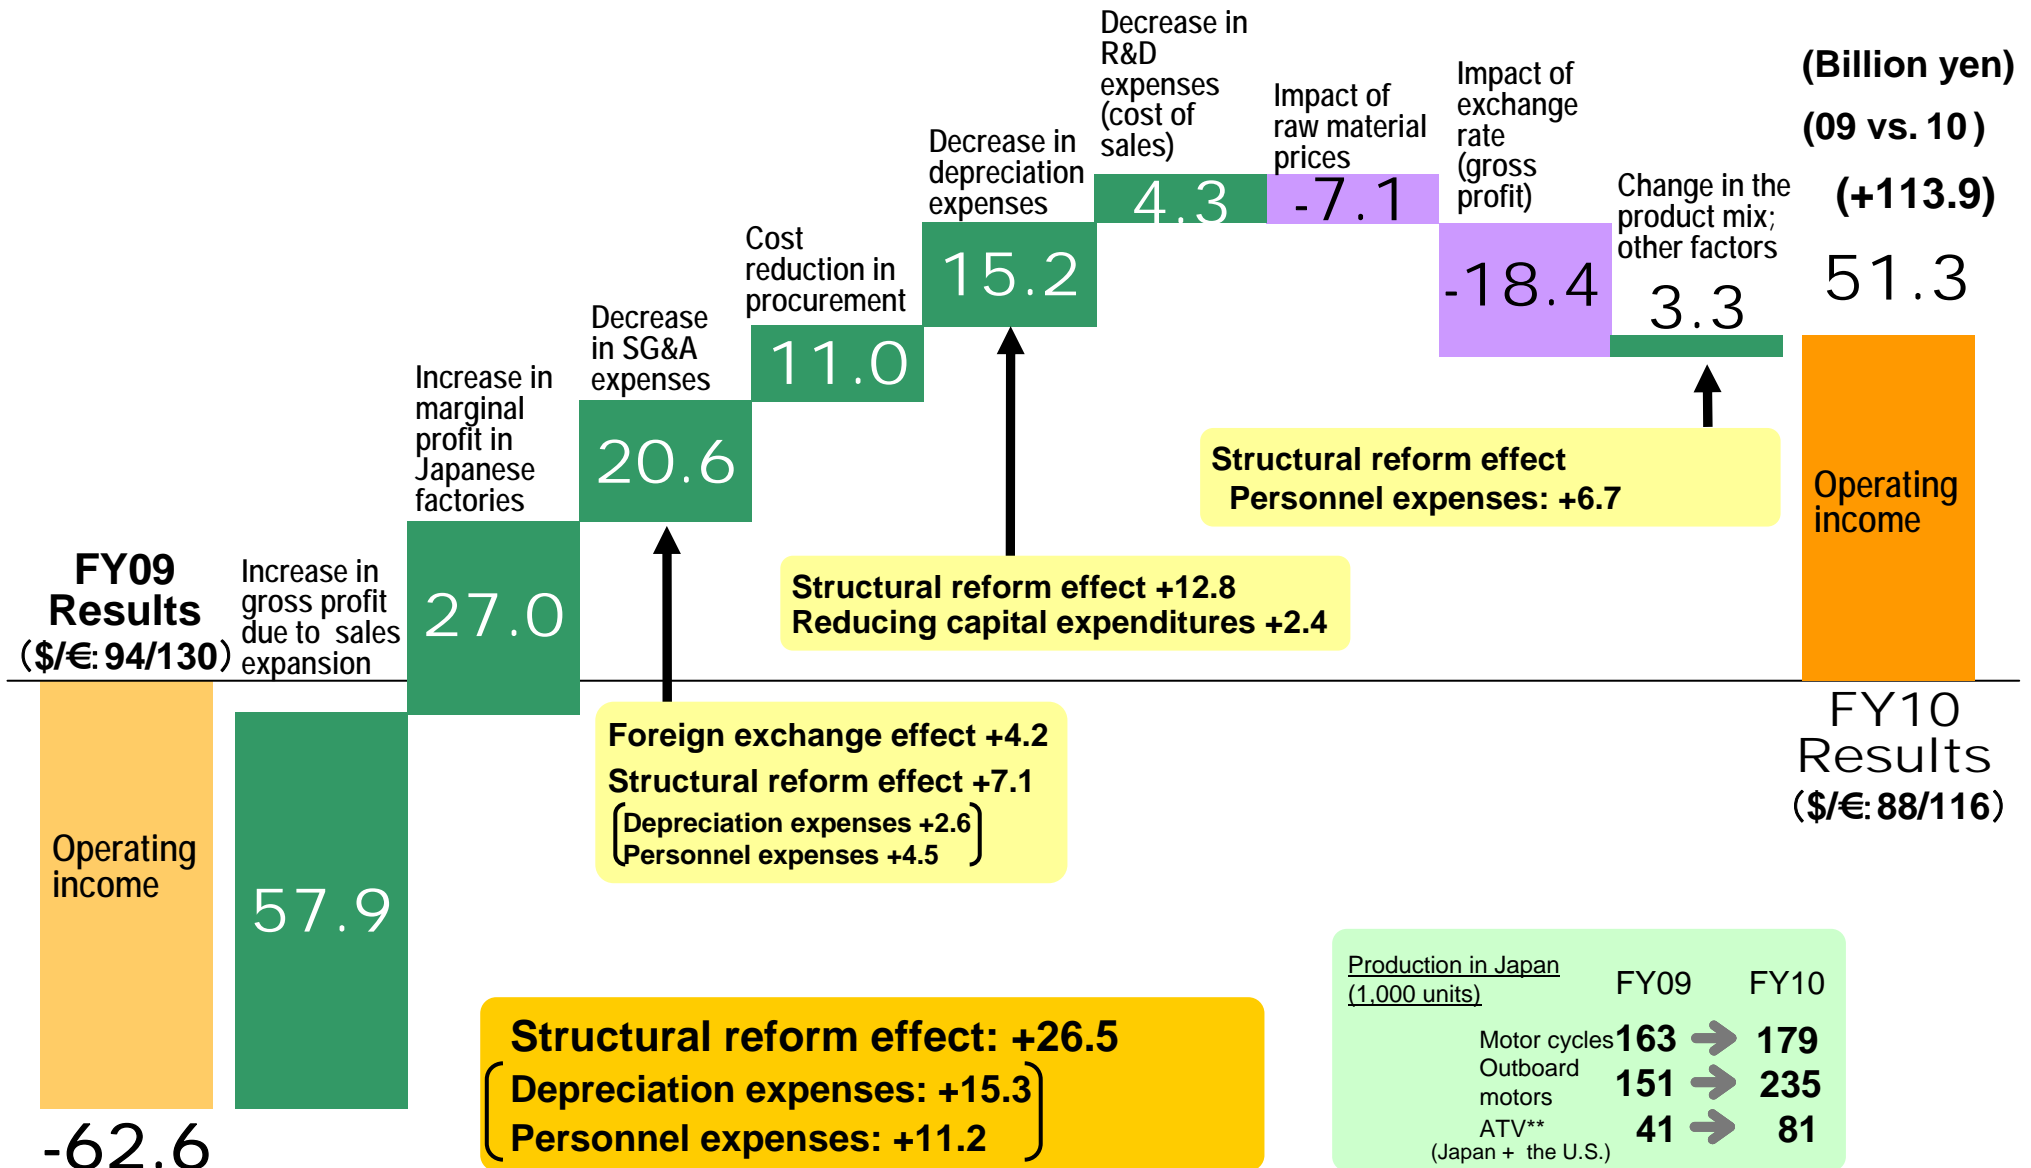 (Billion yen)
(09 vs. 10 )
(+113.9)
51.3
Operating
income
FY10
Results
($/€: 88/116)
FY09
Results
($/€: 94/130)
Operating
income
-62.6
Increase in
gross profit
due to sales
expansion
57.9
Increase in
marginal
profit in
Japanese
factories
27.0
Decrease
in SG&A
expenses
20.6
Cost
reduction in
procurement
11.0
Decrease in
depreciation
expenses
15.2
Decrease in
R&D
expenses
(cost of
sales)
4.3
Impact of
raw material
prices
-7.1
Impact of
exchange
rate
(gross
profit)
-18.4
Change in the
product mix;
other factors
3.3
Structural reform effect
Personnel expenses: +6.7
Structural reform effect +12.8
Reducing capital expenditures +2.4
Foreign exchange effect +4.2
Structural reform effect +7.1
Depreciation expenses +2.6
Personnel expenses +4.5
Structural reform effect: +26.5
Depreciation expenses: +15.3
Personnel expenses: +11.2
Production in Japan
(1,000 units)
FY09 FY10
Motor cycles 163 179
Outboard
motors 151 235
ATV** 41 81
(Japan + the U.S.)